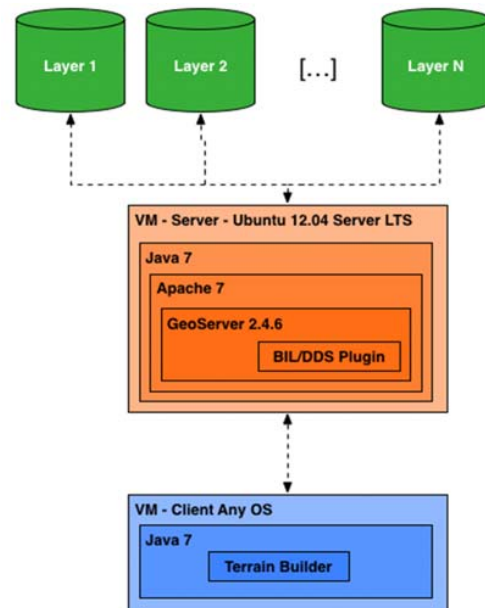 Layer 1
Layer 2
[...]
Layer N
VM - Server - Ubuntu 12.04 Server LTS
Java 7
Apache 7
GeoServer 2.4.6
BIL/DDS Plugin
VM - Client Any OS
Java 7
Terrain Builder